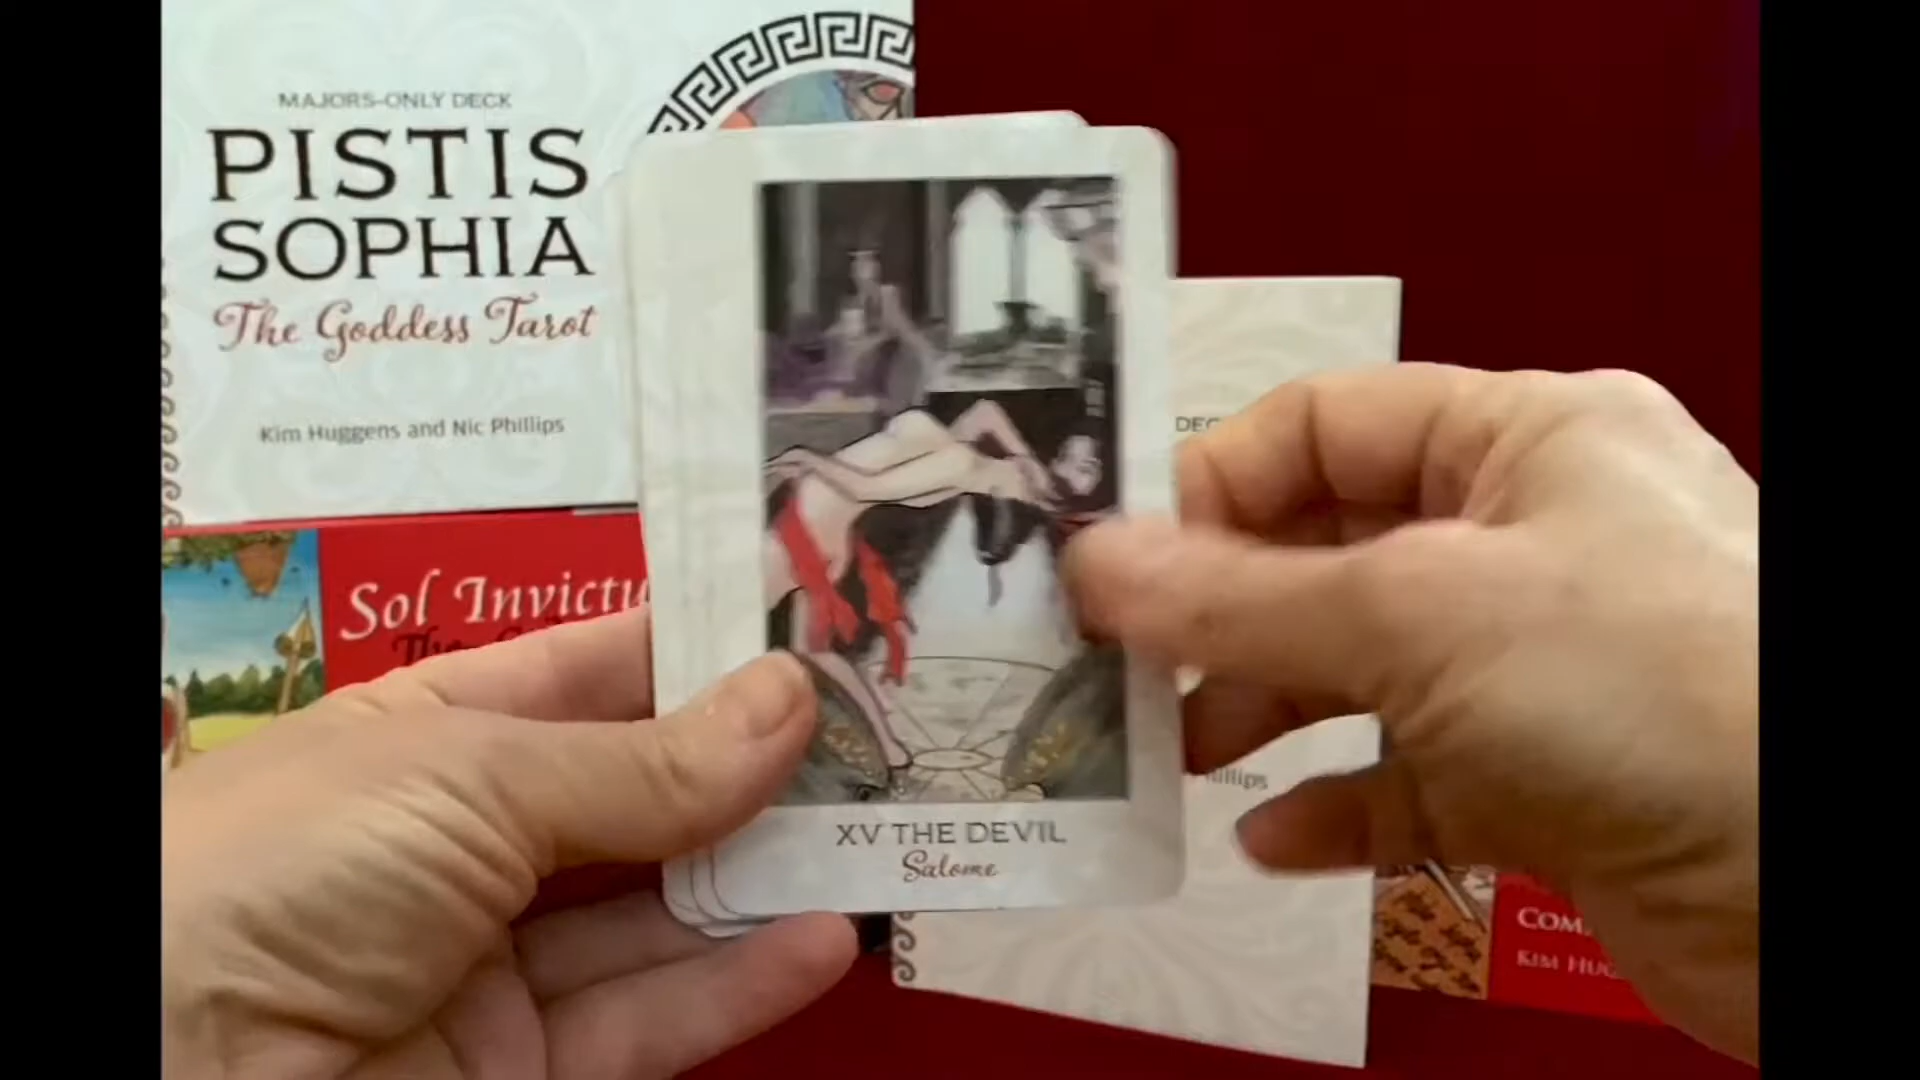 MAJORS-ONLY DECK
PISTIS
SOPHIA
The Goddess Tarot
Kim Huggens and Nic Phillips
Sol Invictu
XV THE DEVIL
Salome
DEC
COM
KIM HUG